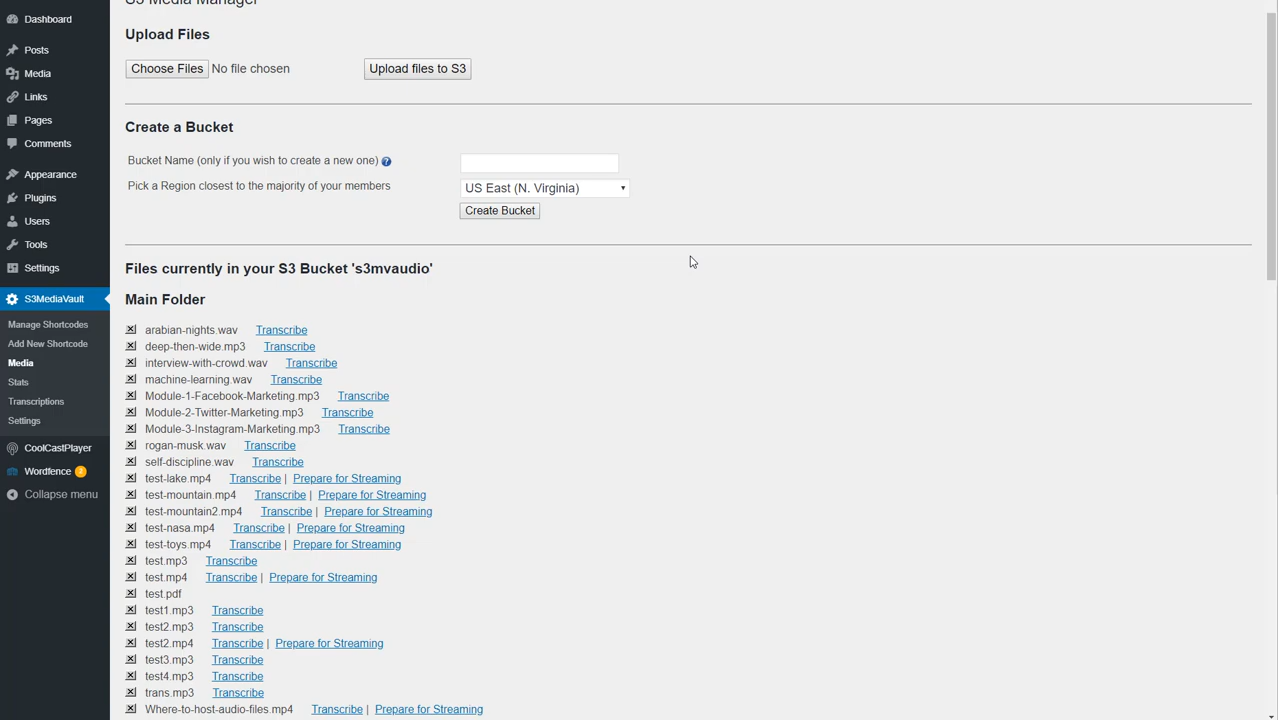 S3 Media Manager
Dashboard
Posts
Media
Links
Pages
Comments
Appearance
Plugins
Users
Tools
Settings
S3MediaVault
Manage Shortcodes
Add New Shortcode
Media
Stats
Transcriptions
Settings
CoolCastPlayer
Wordfence 3
Collapse menu
Upload Files
Choose Files No file chosen Upload files to S3
Create a Bucket
Bucket Name (only if you wish to create a new one) ?
Pick a Region closest to the majority of your members US East (N. Virginia)
Create Bucket
Files currently in your S3 Bucket 's3mvaudio'
Main Folder
arabian-nights.wav Transcribe
deep-then-wide.mp3 Transcribe
interview-with-crowd.wav Transcribe
machine-learning.wav Transcribe
Module-1-Facebook-Marketing.mp3 Transcribe
Module-2-Twitter-Marketing.mp3 Transcribe
Module-3-Instagram-Marketing.mp3 Transcribe
rogan-musk.wav Transcribe
self-discipline.wav Transcribe
test-lake.mp4 Transcribe | Prepare for Streaming
test-mountain.mp4 Transcribe | Prepare for Streaming
test-mountain2.mp4 Transcribe | Prepare for Streaming
test-nasa.mp4 Transcribe | Prepare for Streaming
test-toys.mp4 Transcribe | Prepare for Streaming
test.mp3 Transcribe
test.mp4 Transcribe | Prepare for Streaming
test.pdf
test1.mp3 Transcribe
test2.mp3 Transcribe
test2.mp4 Transcribe | Prepare for Streaming
test3.mp3 Transcribe
test4.mp3 Transcribe
trans.mp3 Transcribe
Where-to-host-audio-files.mp4 Transcribe | Prepare for Streaming